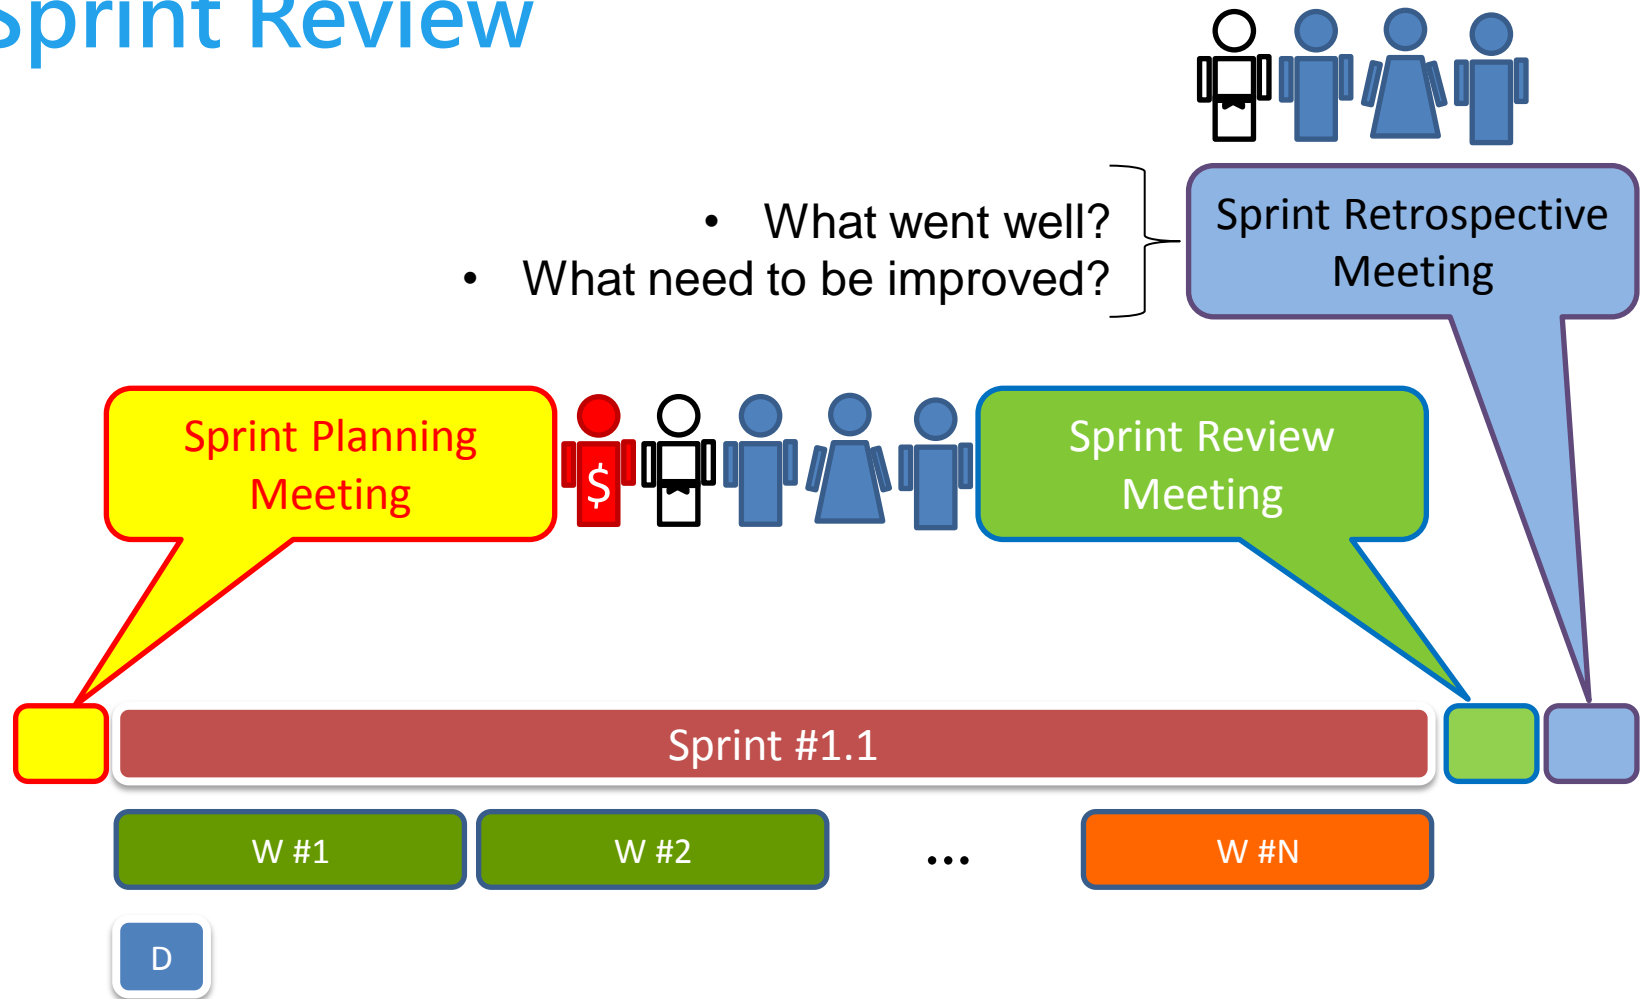 Sprint Review
• What went well?
• What need to be improved?
Sprint Retrospective
Meeting
Sprint Planning
Meeting
$
Sprint Review
Meeting
Sprint #1.1
W #1
W #2
...
W #N
D